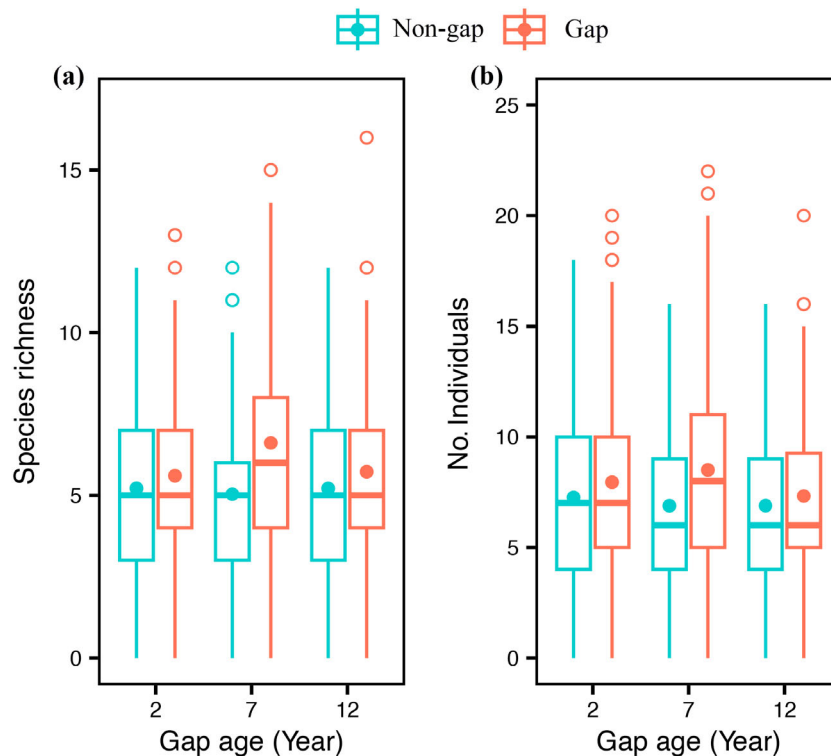 Non-gap Gap
(a)
Species richness
15
10
5
0
2 7 12
Gap age (Year)
(b)
No. Individuals
25
20
15
10
5
0
2 7 12
Gap age (Year)